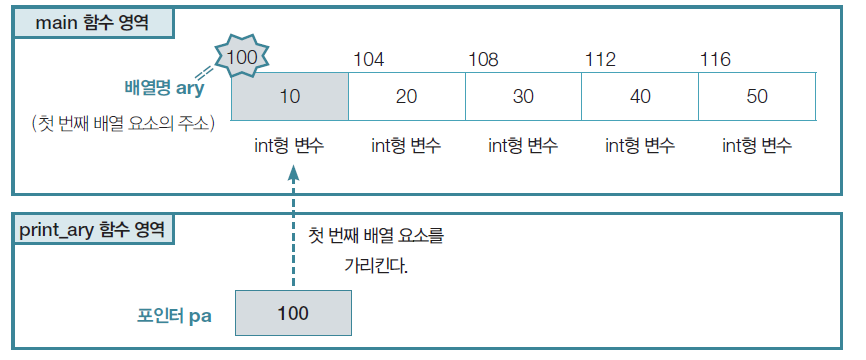 main 함수 영역
100 104 108 112 116
배열명 ary
10 20 30 40 50
(첫 번째 배열 요소의 주소)
int형 변수 int형 변수 int형 변수 int형 변수 int형 변수
print_ary 함수 영역
첫 번째 배열 요소를
가리킨다.
포인터 pa 100